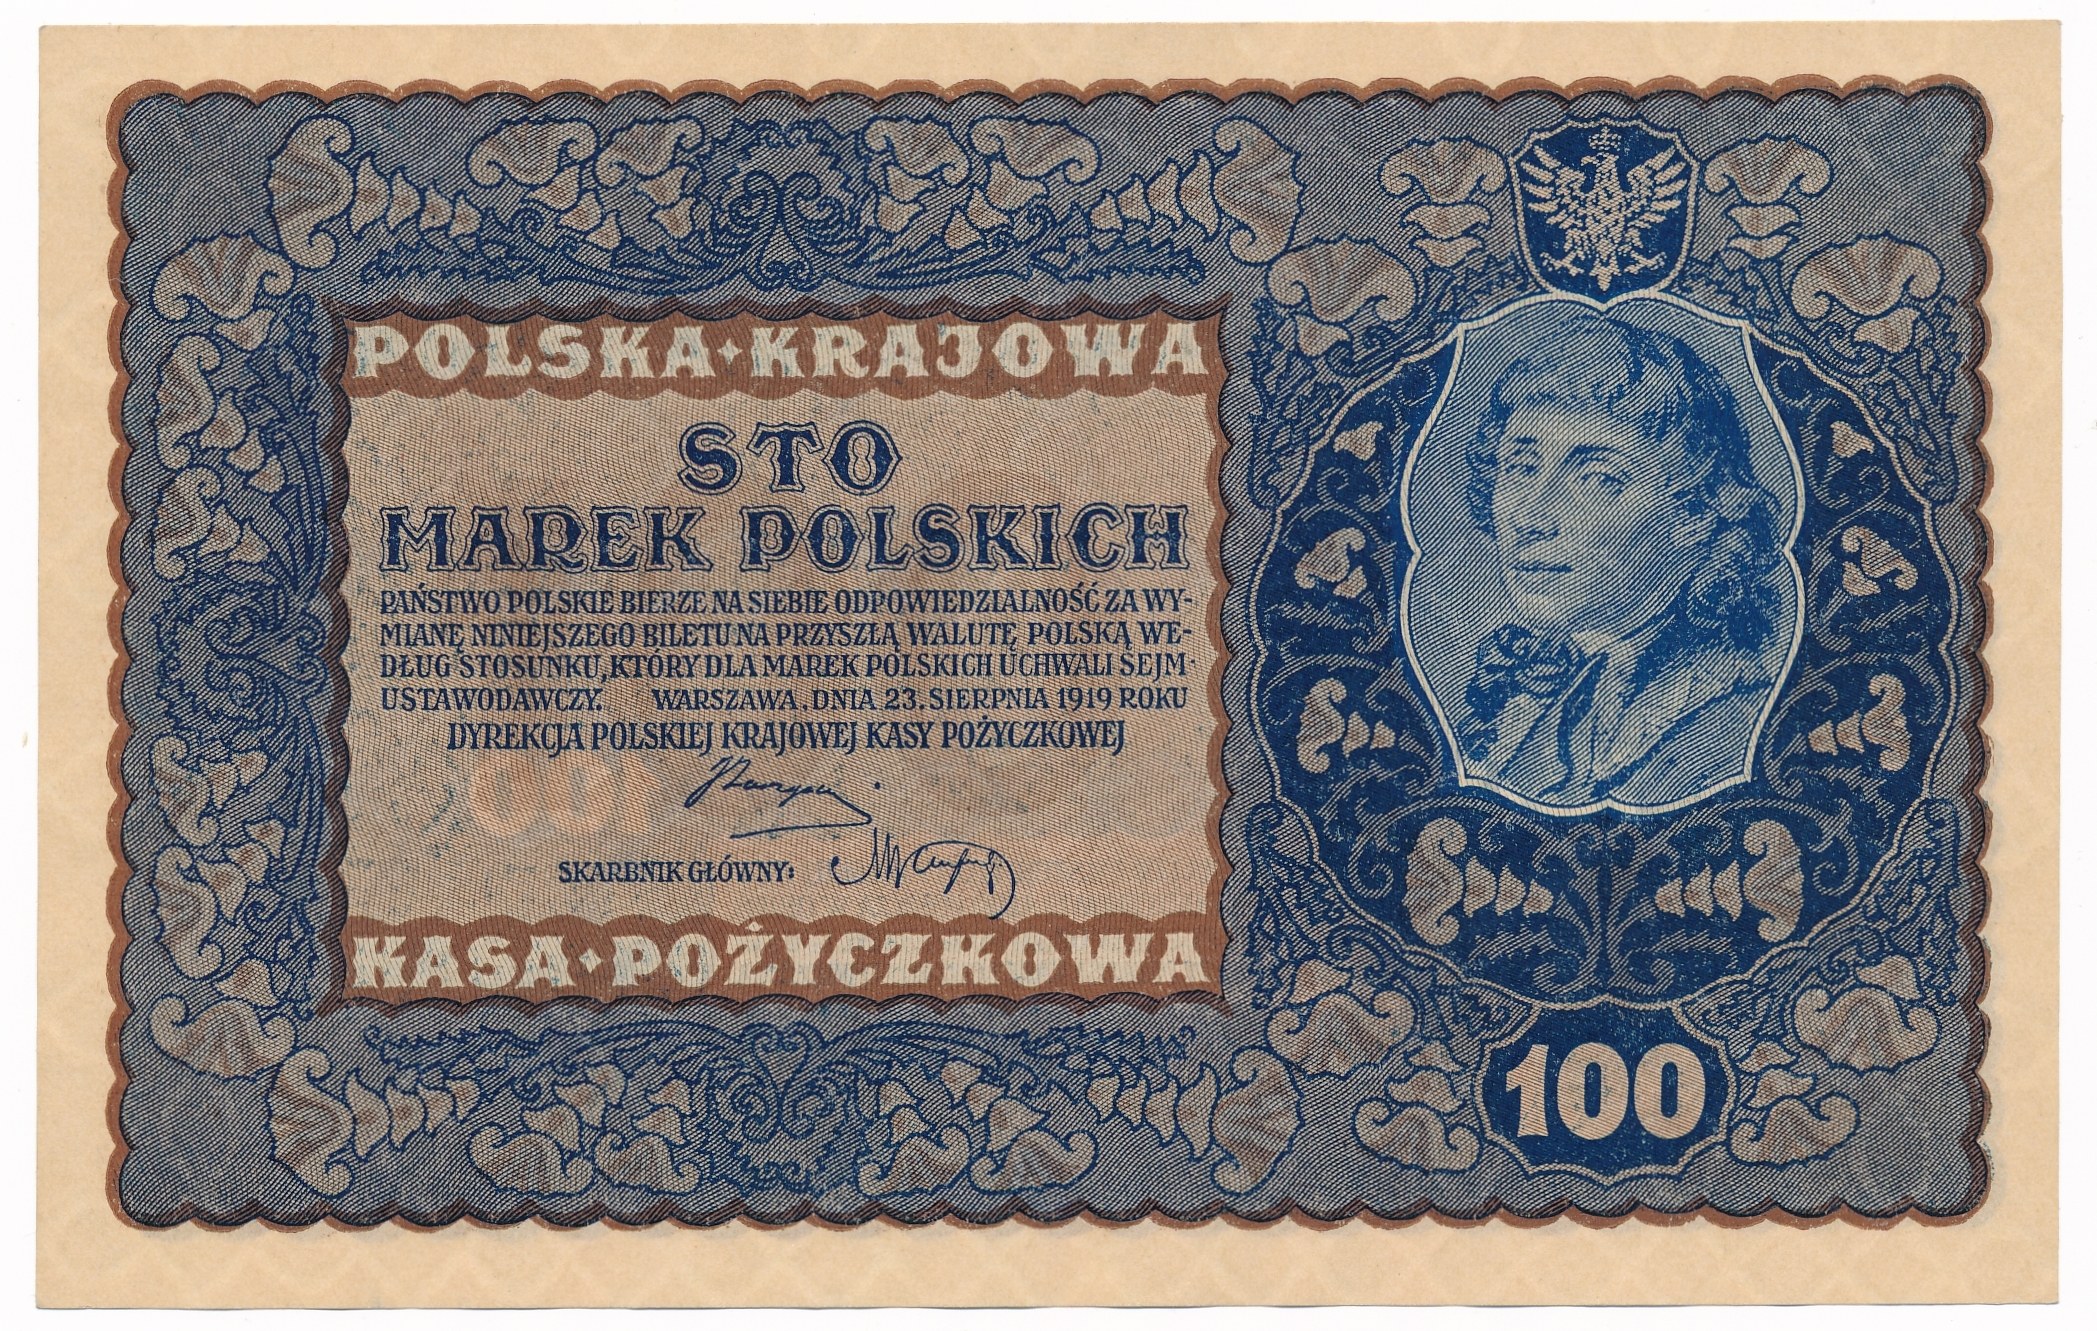 POLSKA·KRAJOWA
STO
MAREK POLSKICH
PAŃSTWO POLSKIE BIERZE NA SIEBIE ODPOWIEDZIALNOŚĆ ZA WY-
MIANĘ NINIEJSZEGO BILETU NA PRZYSZŁĄ WALUTĘ POLSKĄ WE-
DŁUG STOSUNKU, KTÓRY DLA MAREK POLSKICH UCHWALI SEJM
USTAWODAWCZY. WARSZAWA, DNIA 23. SIERPNIA 1919 ROKU
DYREKCJA POLSKIEJ KRAJOWEJ KASY POŻYCZKOWEJ
SKARBNIK GŁÓWNY:
KASA·POŻYCZKOWA
100